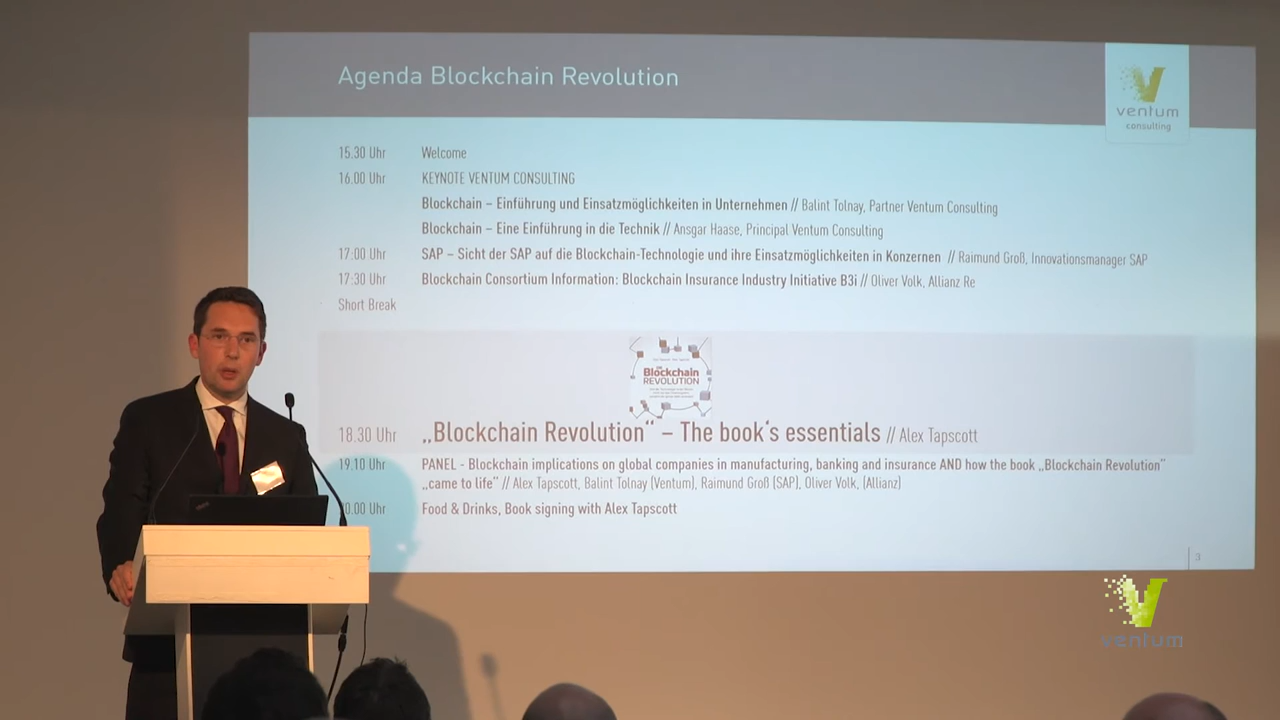 Agenda Blockchain Revolution
ventum
consulting
15.30 Uhr Welcome
16.00 Uhr KEYNOTE VENTUM CONSULTING
Blockchain – Einführung und Einsatzmöglichkeiten in Unternehmen // Balint Tolnay, Partner Ventum Consulting
Blockchain – Eine Einführung in die Technik // Ansgar Haase, Principal Ventum Consulting
17:00 Uhr SAP – Sicht der SAP auf die Blockchain-Technologie und ihre Einsatzmöglichkeiten in Konzernen // Raimund Groß, Innovationsmanager SAP
17:30 Uhr Blockchain Consortium Information: Blockchain Insurance Industry Initiative B3i // Oliver Volk, Allianz Re
Short Break
Blockchain
REVOLUTION
18.30 Uhr „Blockchain Revolution“ – The book‘s essentials // Alex Tapscott
19.10 Uhr PANEL - Blockchain implications on global companies in manufacturing, banking and insurance AND how the book „Blockchain Revolution“
„came to life“ // Alex Tapscott, Balint Tolnay (Ventum), Raimund Groß (SAP), Oliver Volk, (Allianz)
0.00 Uhr Food & Drinks, Book signing with Alex Tapscott
3
ventum